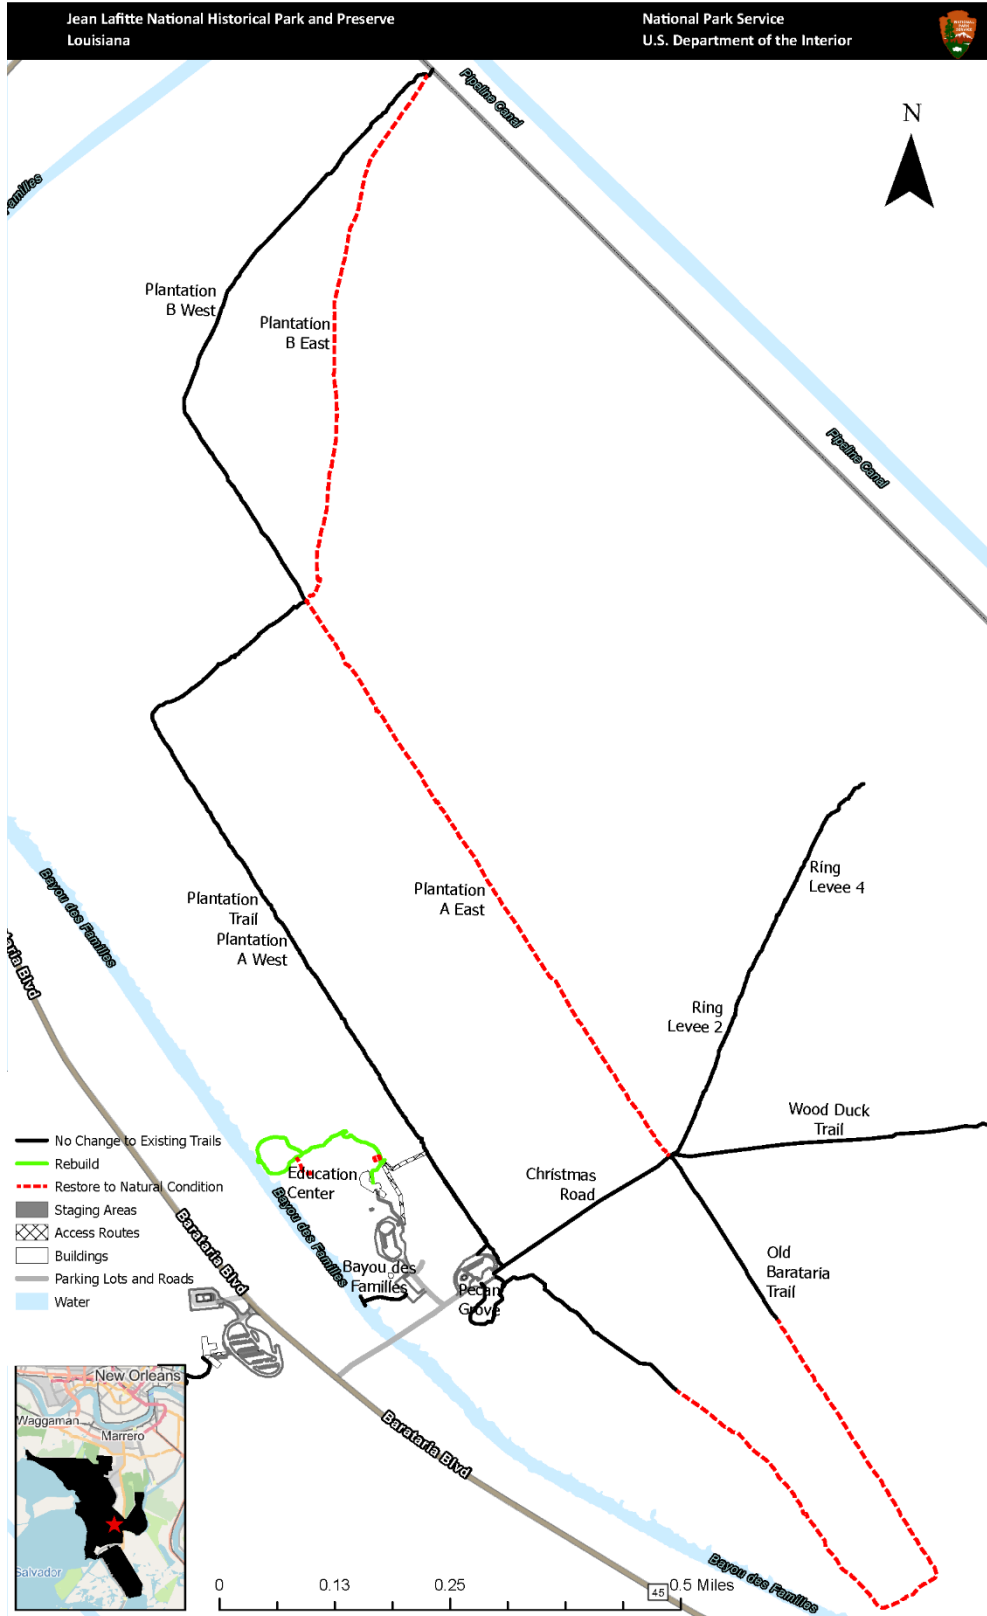 Jean Lafitte National Historical Park and Preserve
Louisiana
National Park Service
U.S. Department of the Interior
N
Pipeline Canal
Familles
Plantation
B West
Plantation
B East
Pipeline Canal
Ring
Levee 4
Plantation
A East
Plantation
Trail
Plantation
A West
Bayou des Familles
taria Blvd
Ring
Levee 2
Wood Duck
Trail
Christmas
Road
Education
Center
Bayou des Familles
Old
Barataria
Trail
Bayou des
Familles
Pecan
Grove
Barataria Blvd
No Change to Existing Trails
Rebuild
Restore to Natural Condition
Staging Areas
Access Routes
Buildings
Parking Lots and Roads
Water
New Orleans
Waggaman
Marrero
Salvador
Barataria Blvd
Bayou des Familles
0 0.13 0.25 0.5 Miles
45